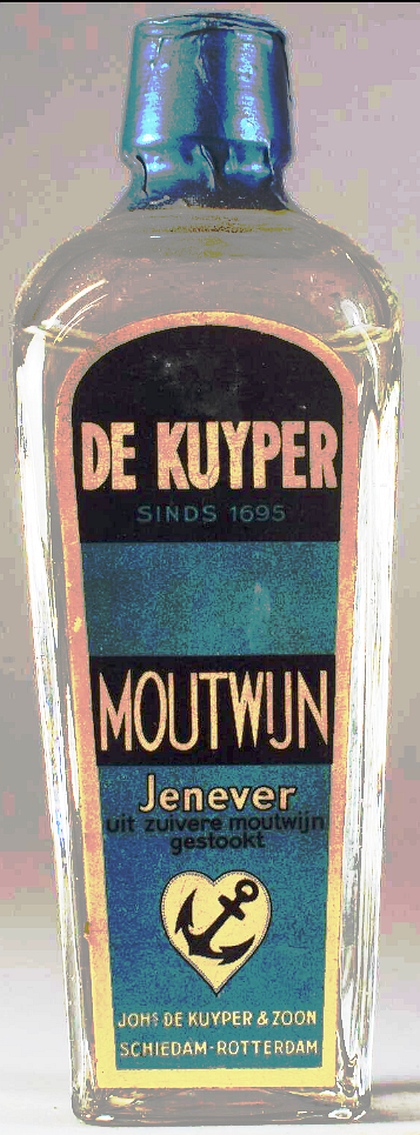 DE KUYPER
SINDS 1695
MOUTWIJN
Jenever
uit zuivere moutwijn
gestookt
JOHS DE KUYPER & ZOON
SCHIEDAM-ROTTERDAM